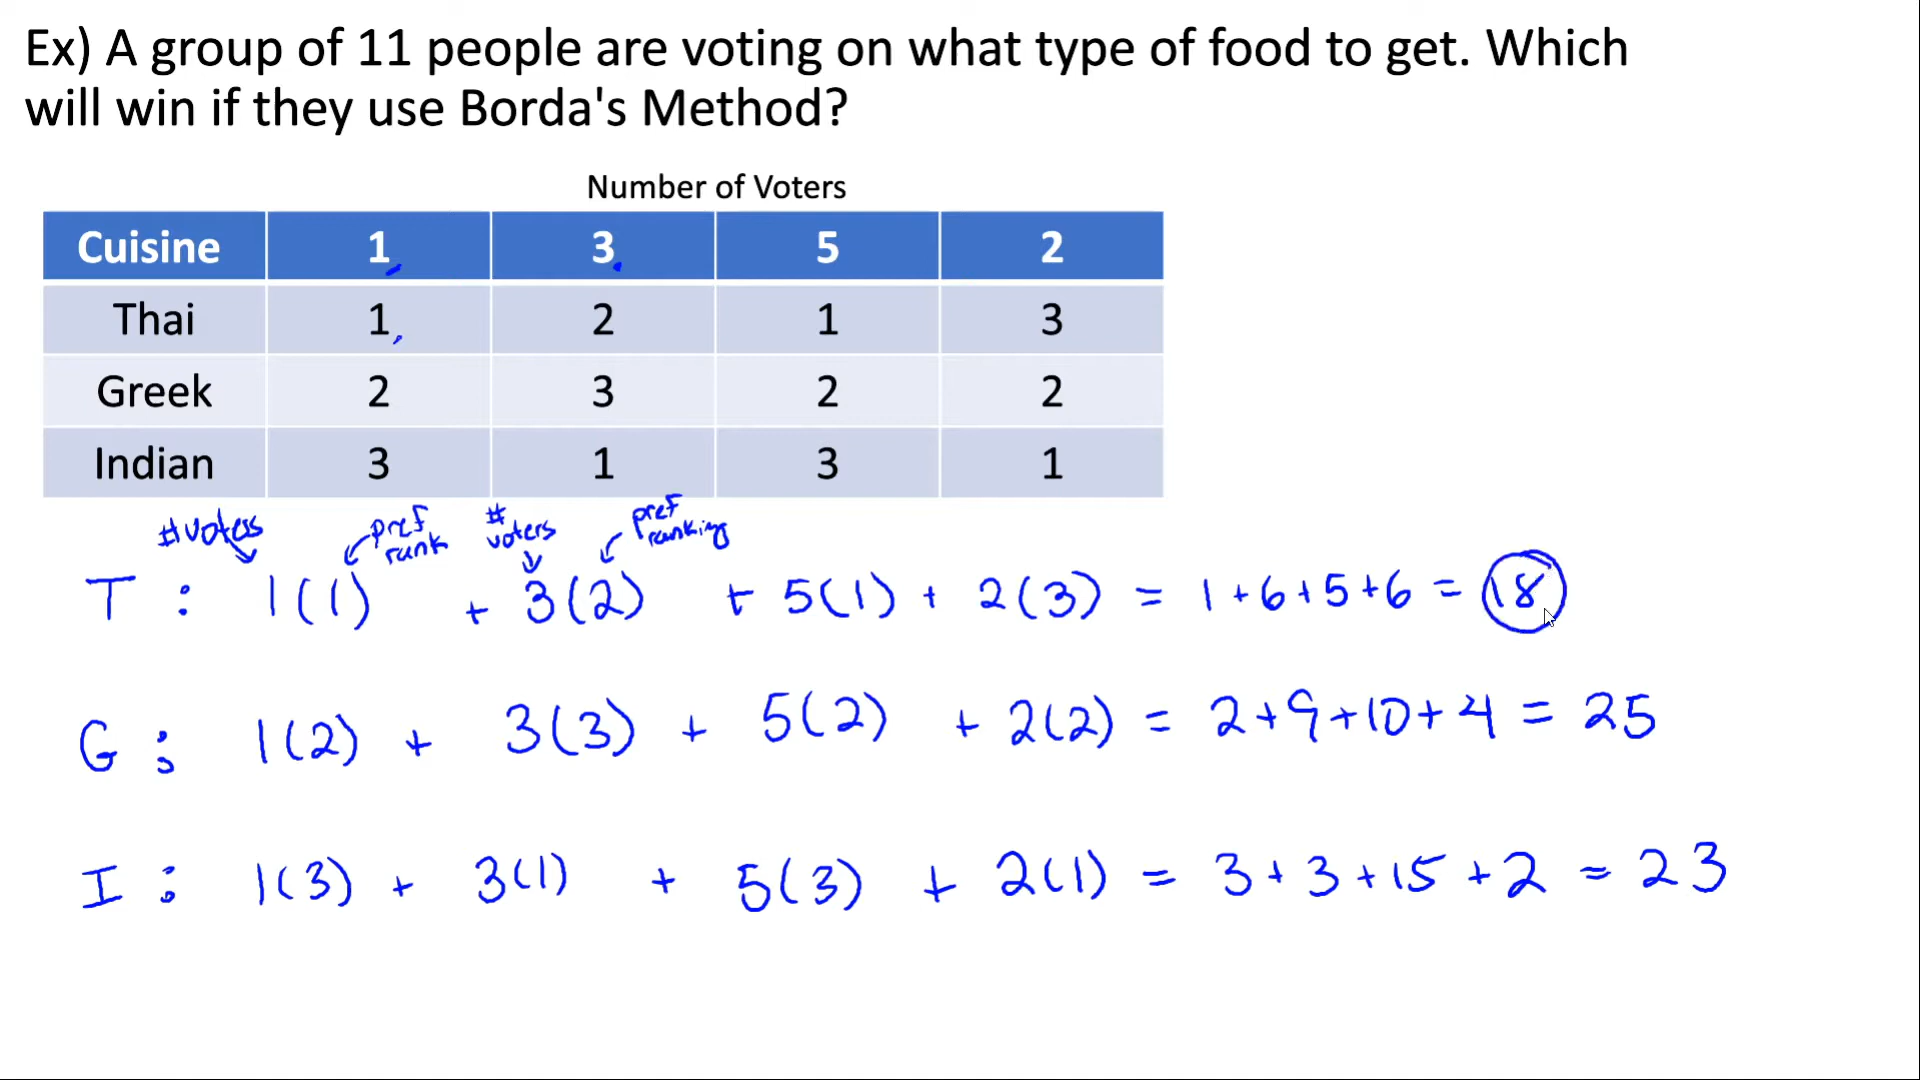 Ex) A group of 11 people are voting on what type of food to get. Which
will win if they use Borda's Method?
Number of Voters
Cuisine 1 3 5 2
Thai 1 2 1 3
Greek 2 3 2 2
Indian 3 1 3 1
#voters pref rank # voters pref ranking
T : 1(1) + 3(2) + 5(1) + 2(3) = 1+6+5+6 = 18
G : 1(2) + 3(3) + 5(2) + 2(2) = 2+9+10+4 = 25
I : 1(3) + 3(1) + 5(3) + 2(1) = 3+3+15+2 = 23